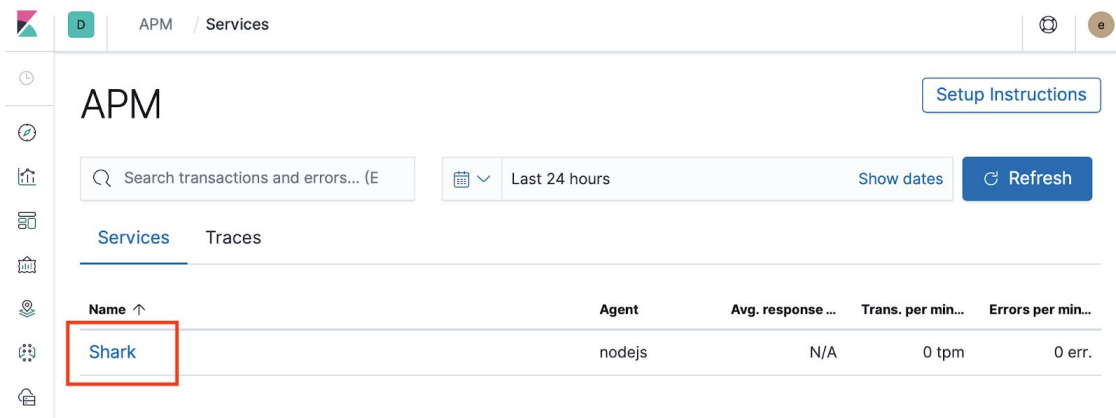 D APM / Services e
APM
Setup Instructions
Search transactions and errors... (E
Last 24 hours Show dates Refresh
Services Traces
Name ↑ Agent Avg. response ... Trans. per min... Errors per min...
Shark nodejs N/A 0 tpm 0 err.